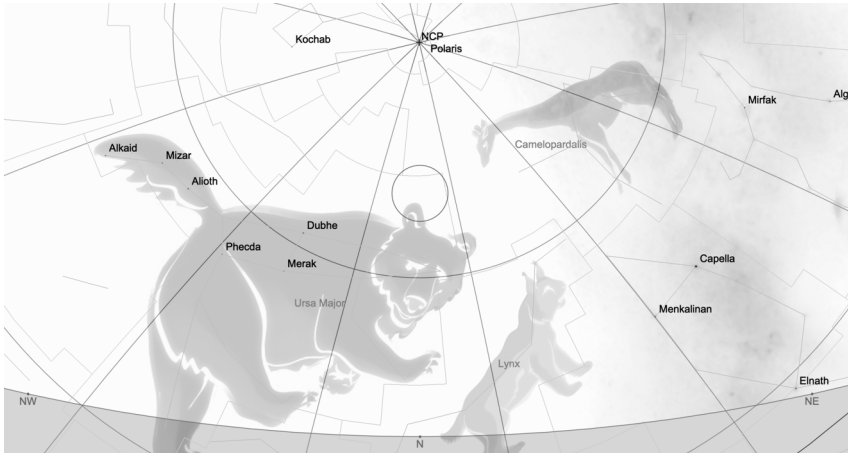 NCP
Kochab
Polaris
Mirfak
Alg
Alkaid
Mizar
Camelopardalis
Alioth
Dubhe
Phecda
Merak
Capella
Ursa Major
Menkalinan
Lynx
Elnath
NW
NE
N